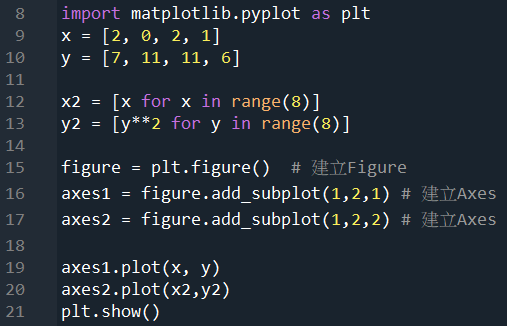 8 import matplotlib.pyplot as plt
9 x = [2, 0, 2, 1]
10 y = [7, 11, 11, 6]
11
12 x2 = [x for x in range(8)]
13 y2 = [y**2 for y in range(8)]
14
15 figure = plt.figure()  # 建立Figure
16 axes1 = figure.add_subplot(1,2,1) # 建立Axes
17 axes2 = figure.add_subplot(1,2,2) # 建立Axes
18
19 axes1.plot(x, y)
20 axes2.plot(x2,y2)
21 plt.show()